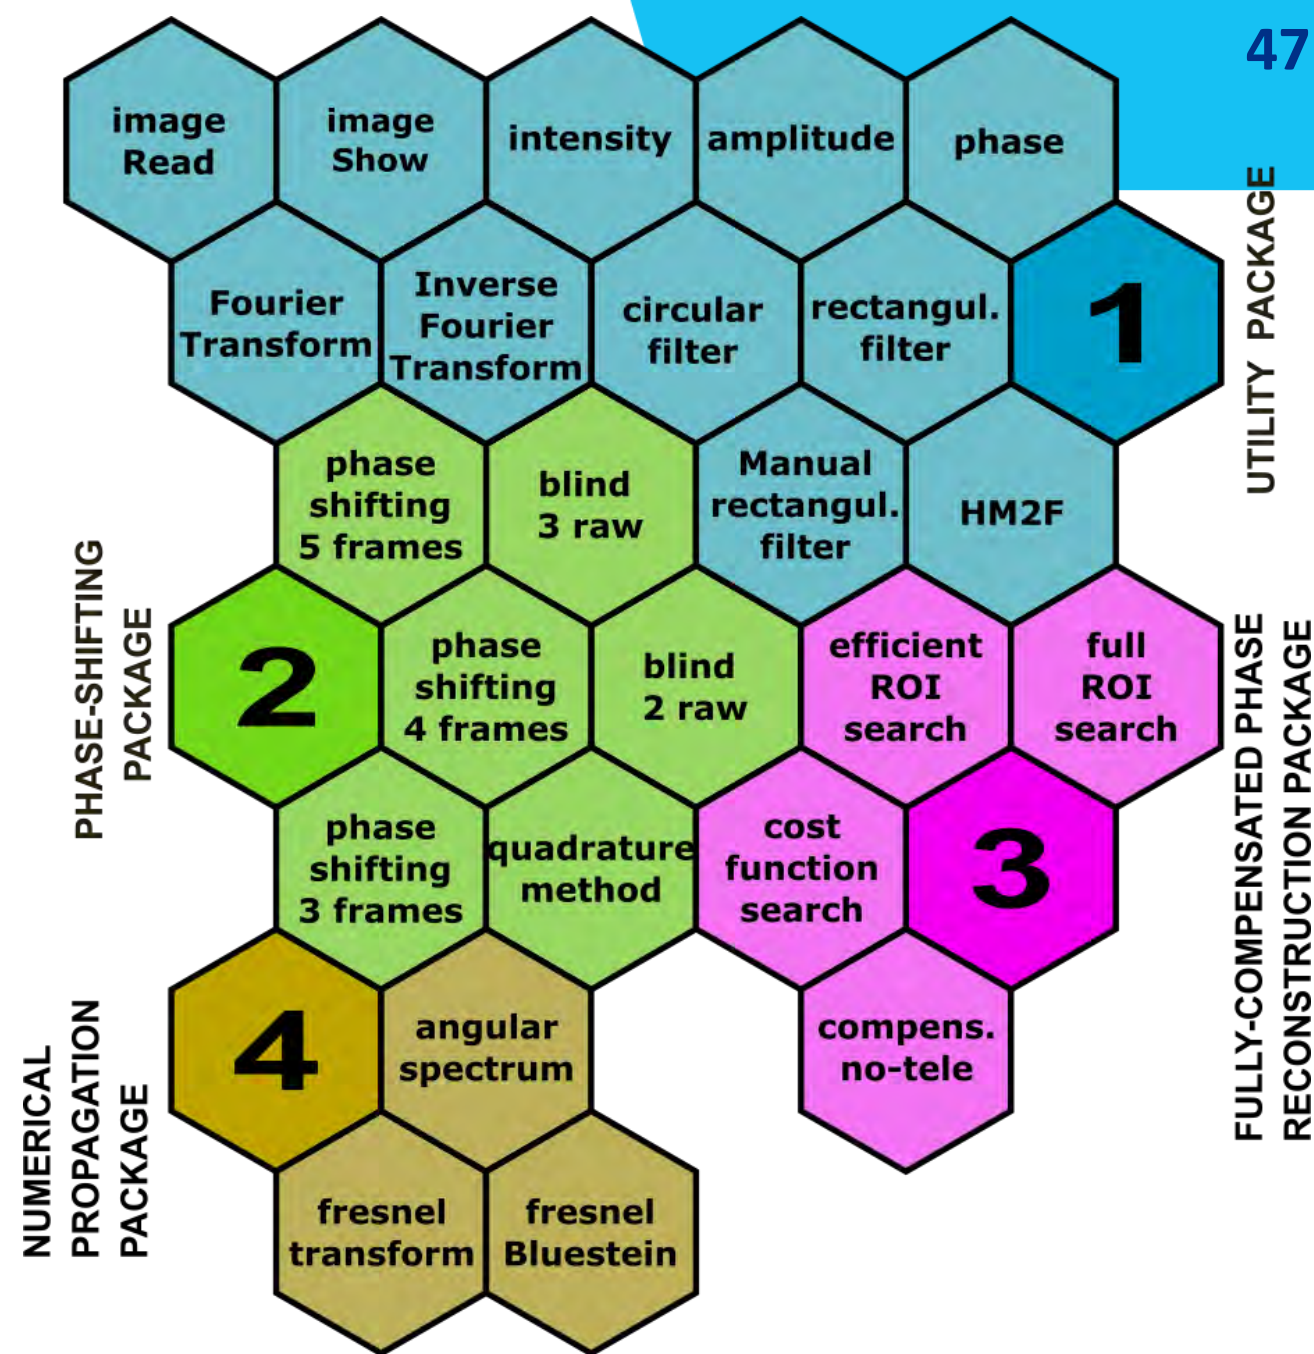 47
image
Read
image
Show
intensity
amplitude
phase
Fourier
Transform
Inverse
Fourier
Transform
circular
filter
rectangul.
filter
1
UTILITY PACKAGE
phase
shifting
5 frames
blind
3 raw
Manual
rectangul.
filter
HM2F
PHASE-SHIFTING
PACKAGE
2
phase
shifting
4 frames
blind
2 raw
efficient
ROI
search
full
ROI
search
phase
shifting
3 frames
quadrature
method
cost
function
search
3
FULLY-COMPENSATED PHASE
RECONSTRUCTION PACKAGE
NUMERICAL
PROPAGATION
PACKAGE
4
angular
spectrum
compens.
no-tele
fresnel
transform
fresnel
Bluestein